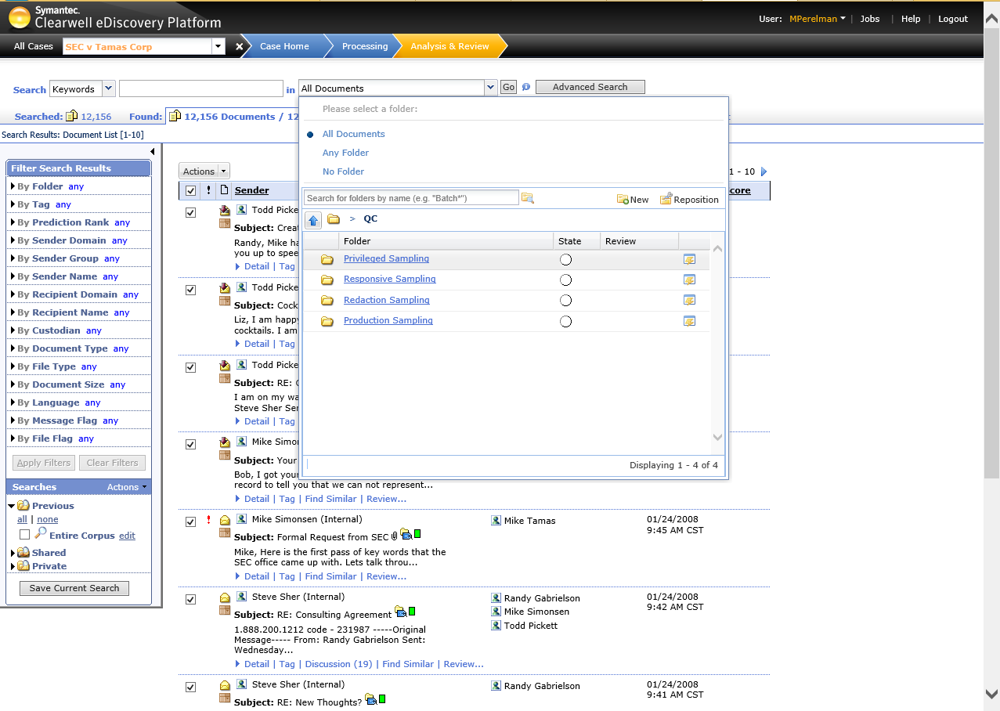 Symantec.
Clearwell eDiscovery Platform
User: MPerelman | Jobs | Help | Logout
All Cases SEC v Tamas Corp x Case Home Processing Analysis & Review
Search Keywords in All Documents Go Advanced Search
Searched: 12,156 Found: 12,156 Documents / 12
Search Results: Document List [1-10]
Please select a folder:
All Documents
Any Folder
No Folder
Search for folders by name (e.g. "Batch*") New Reposition
> QC
Folder State Review
Privileged Sampling
Responsive Sampling
Redaction Sampling
Production Sampling
Displaying 1 - 4 of 4
Filter Search Results
By Folder any
By Tag any
By Prediction Rank any
By Sender Domain any
By Sender Group any
By Sender Name any
By Recipient Domain any
By Recipient Name any
By Custodian any
By Document Type any
By File Type any
By Document Size any
By Language any
By Message Flag any
By File Flag any
Apply Filters Clear Filters
Searches Actions
Previous
all | none
Entire Corpus edit
Shared
Private
Save Current Search
Actions 1 - 10
! Sender core
Todd Picke
Subject: Creat
Randy, Mike ha
you up to spee
Detail | Tag
Todd Picke
Subject: Cock
Liz, I am happy
cocktails. I am
Detail | Tag
Todd Picke
Subject: RE:
I am on my wa
Steve Sher Sen
Detail | Tag
Mike Simon
Subject: Your
Bob, I got your
record to tell you that we can not represent...
Detail | Tag | Find Similar | Review...
! Mike Simonsen (Internal) Mike Tamas 01/24/2008
9:45 AM CST
Subject: Formal Request from SEC
Mike, Here is the first pass of key words that the
SEC office came up with. Lets talk throu...
Detail | Tag | Find Similar | Review...
Steve Sher (Internal) Randy Gabrielson 01/24/2008
9:42 AM CST
Subject: RE: Consulting Agreement Mike Simonsen
Todd Pickett
1.888.200.1212 code - 231987 -----Original
Message----- From: Randy Gabrielson Sent:
Wednesday...
Detail | Tag | Discussion (19) | Find Similar | Review...
Steve Sher (Internal) Randy Gabrielson 01/24/2008
9:41 AM CST
Subject: RE: New Thoughts?